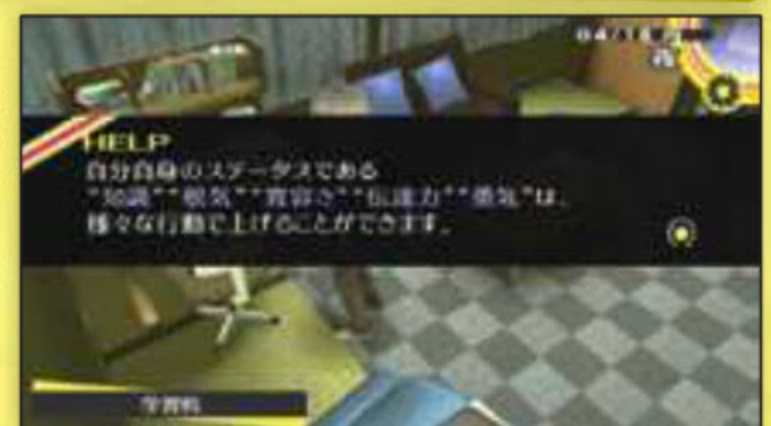 HELP
自分自身のステータスである
“知識”“根気”“寛容さ”“伝達力”“勇気”は、
様々な行動で上げることができます。
学習机